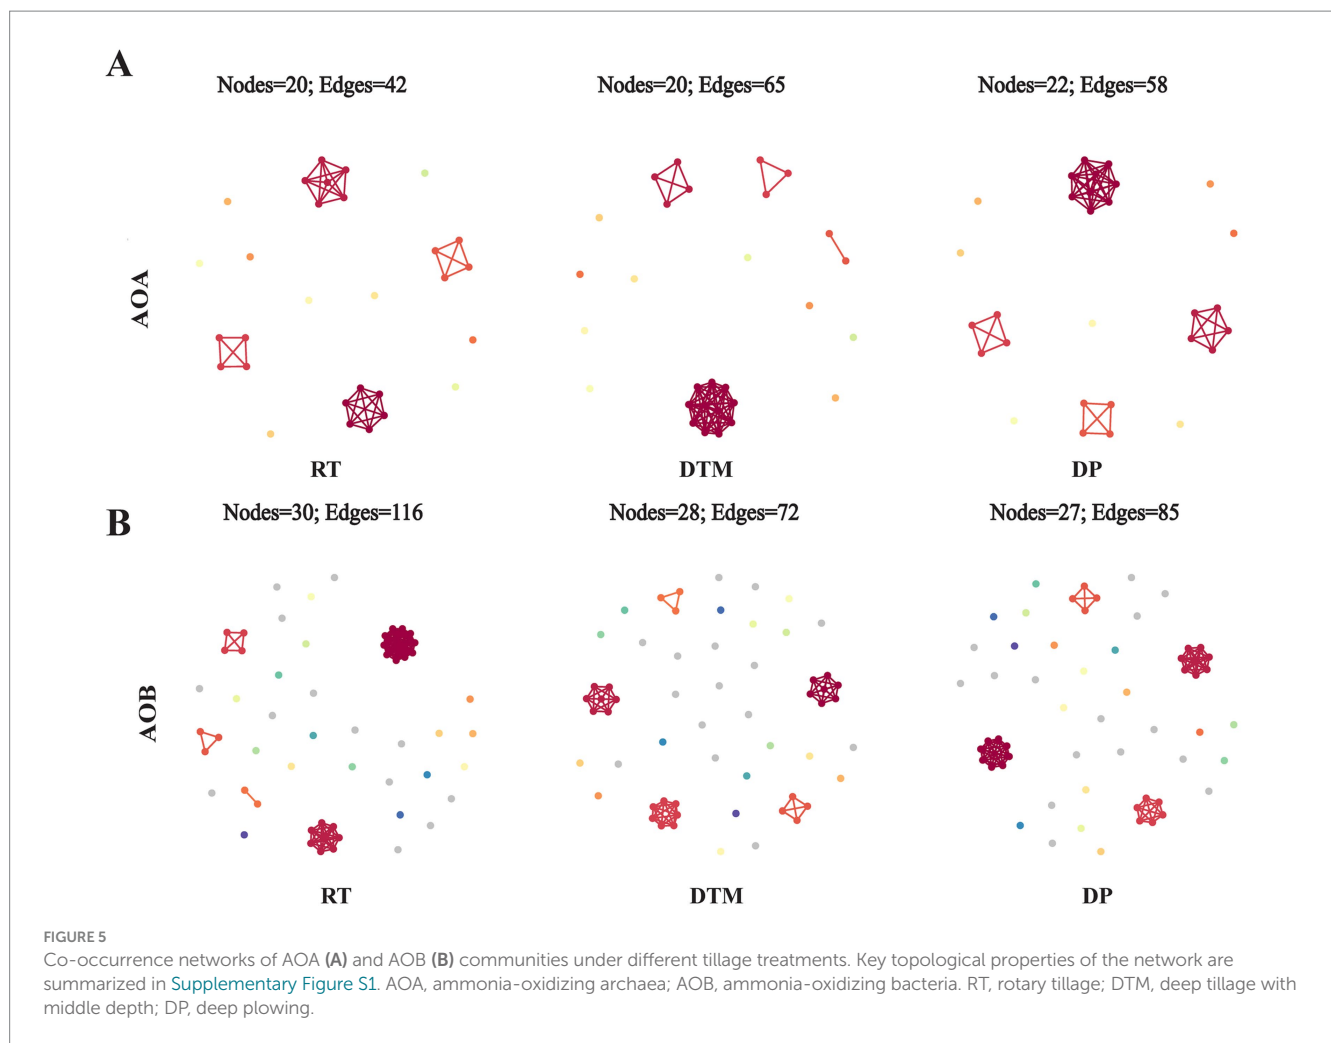 A
Nodes=20; Edges=42
Nodes=20; Edges=65
Nodes=22; Edges=58
AOA
RT
DTM
DP
B
Nodes=30; Edges=116
Nodes=28; Edges=72
Nodes=27; Edges=85
AOB
RT
DTM
DP
FIGURE 5
Co-occurrence networks of AOA (A) and AOB (B) communities under different tillage treatments. Key topological properties of the network are
summarized in Supplementary Figure S1. AOA, ammonia-oxidizing archaea; AOB, ammonia-oxidizing bacteria. RT, rotary tillage; DTM, deep tillage with
middle depth; DP, deep plowing.